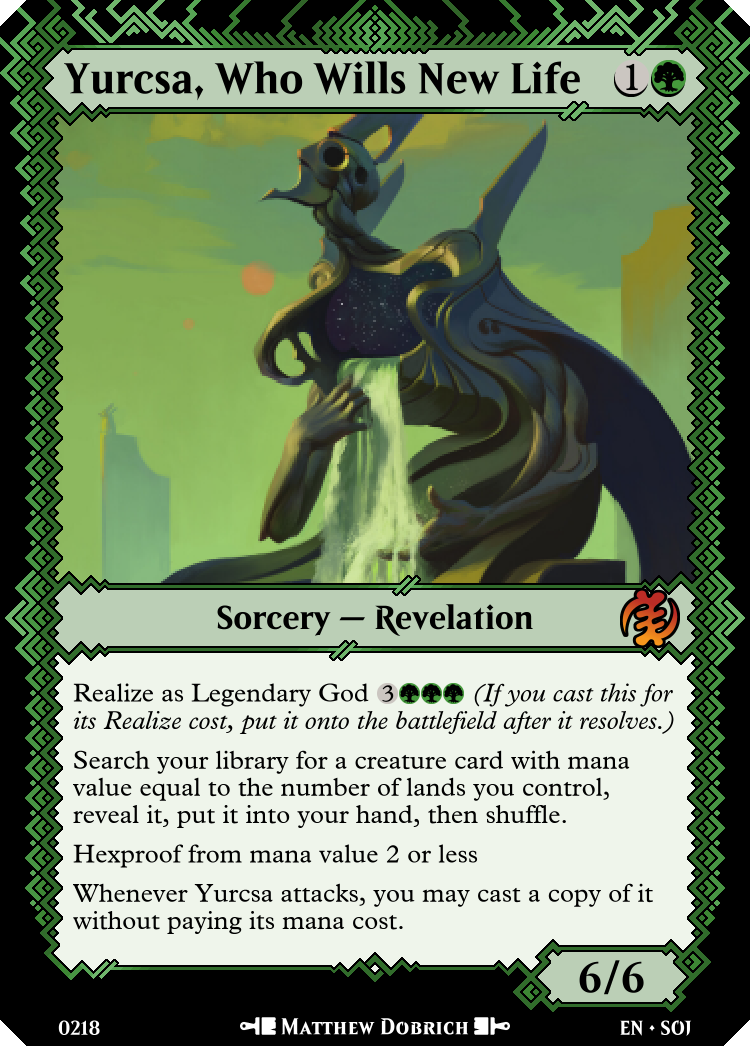 Yurcsa, Who Wills New Life 1
Sorcery — Revelation
Realize as Legendary God 3 (If you cast this for
its Realize cost, put it onto the battlefield after it resolves.)
Search your library for a creature card with mana
value equal to the number of lands you control,
reveal it, put it into your hand, then shuffle.
Hexproof from mana value 2 or less
Whenever Yurcsa attacks, you may cast a copy of it
without paying its mana cost.
6/6
0218 Matthew Dobrich EN • SOJ